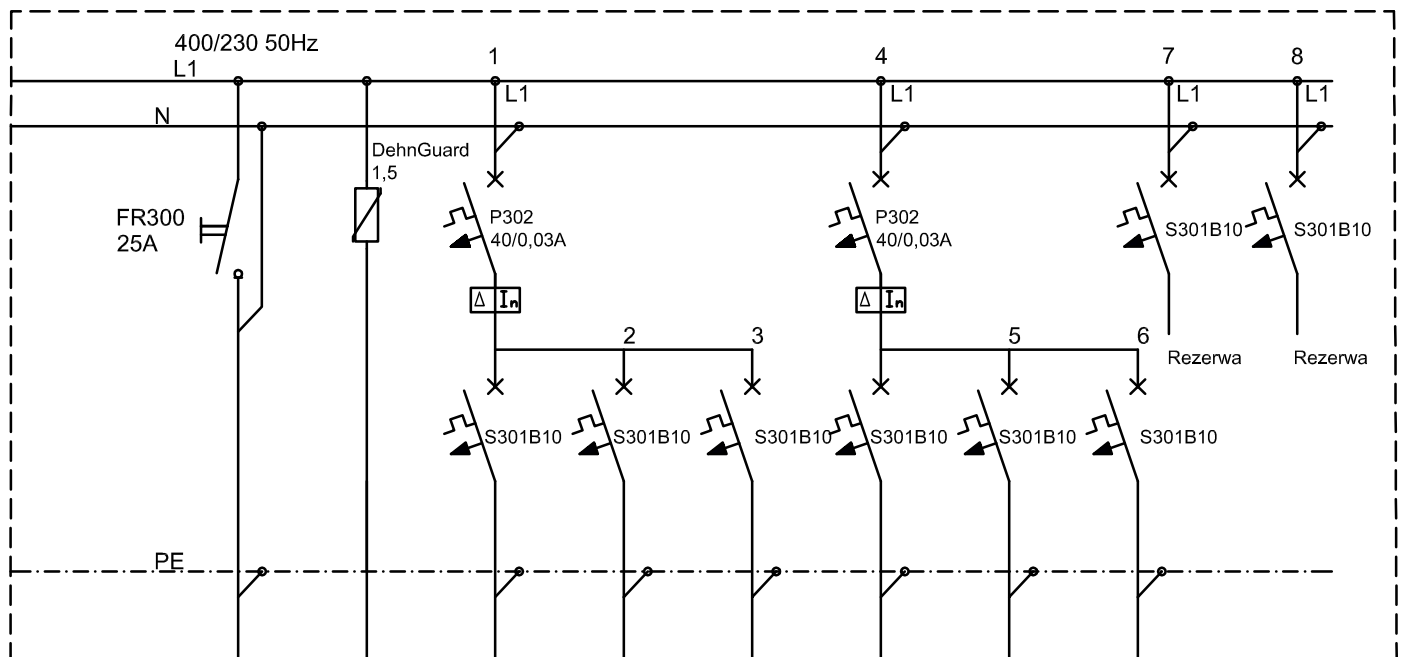 400/230 50Hz
1
4
7
8
L1
L1
L1
L1
L1
N
DehnGuard
1,5
FR300
25A
P302
40/0,03A
P302
40/0,03A
S301B10
S301B10
Δ In
Δ In
2
3
5
6
Rezerwa
Rezerwa
S301B10
S301B10
S301B10
S301B10
S301B10
S301B10
PE